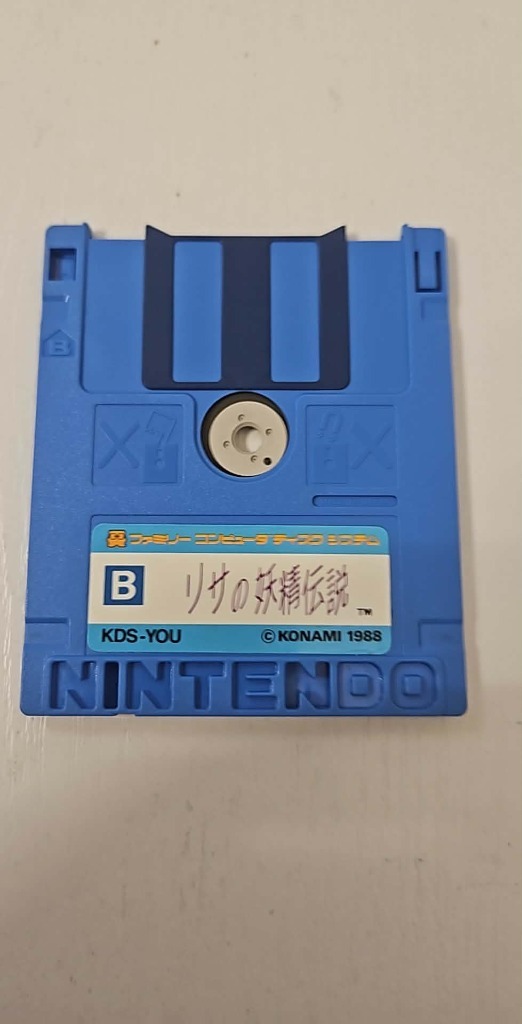 B
ファミリー コンピュータ ディスク システム
B
リサの妖精伝説 ™
KDS-YOU
© KONAMI 1988
NINTENDO